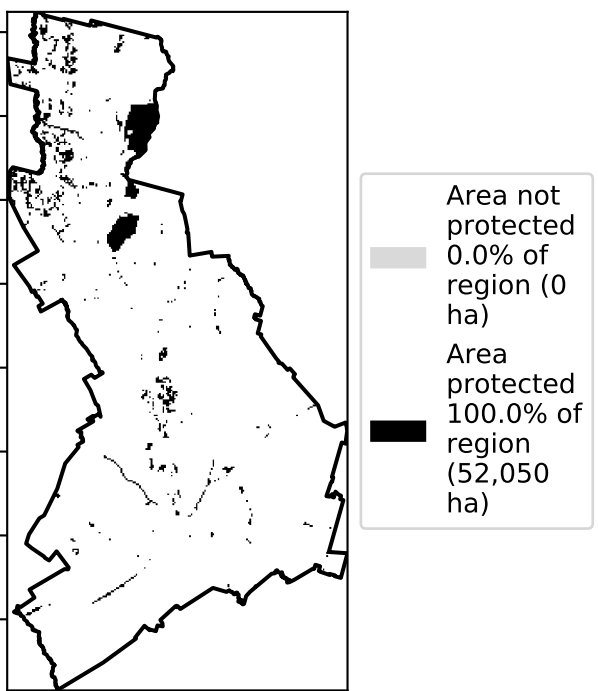 Area not
protected
0.0% of
region (0
ha)
Area
protected
100.0% of
region
(52,050
ha)